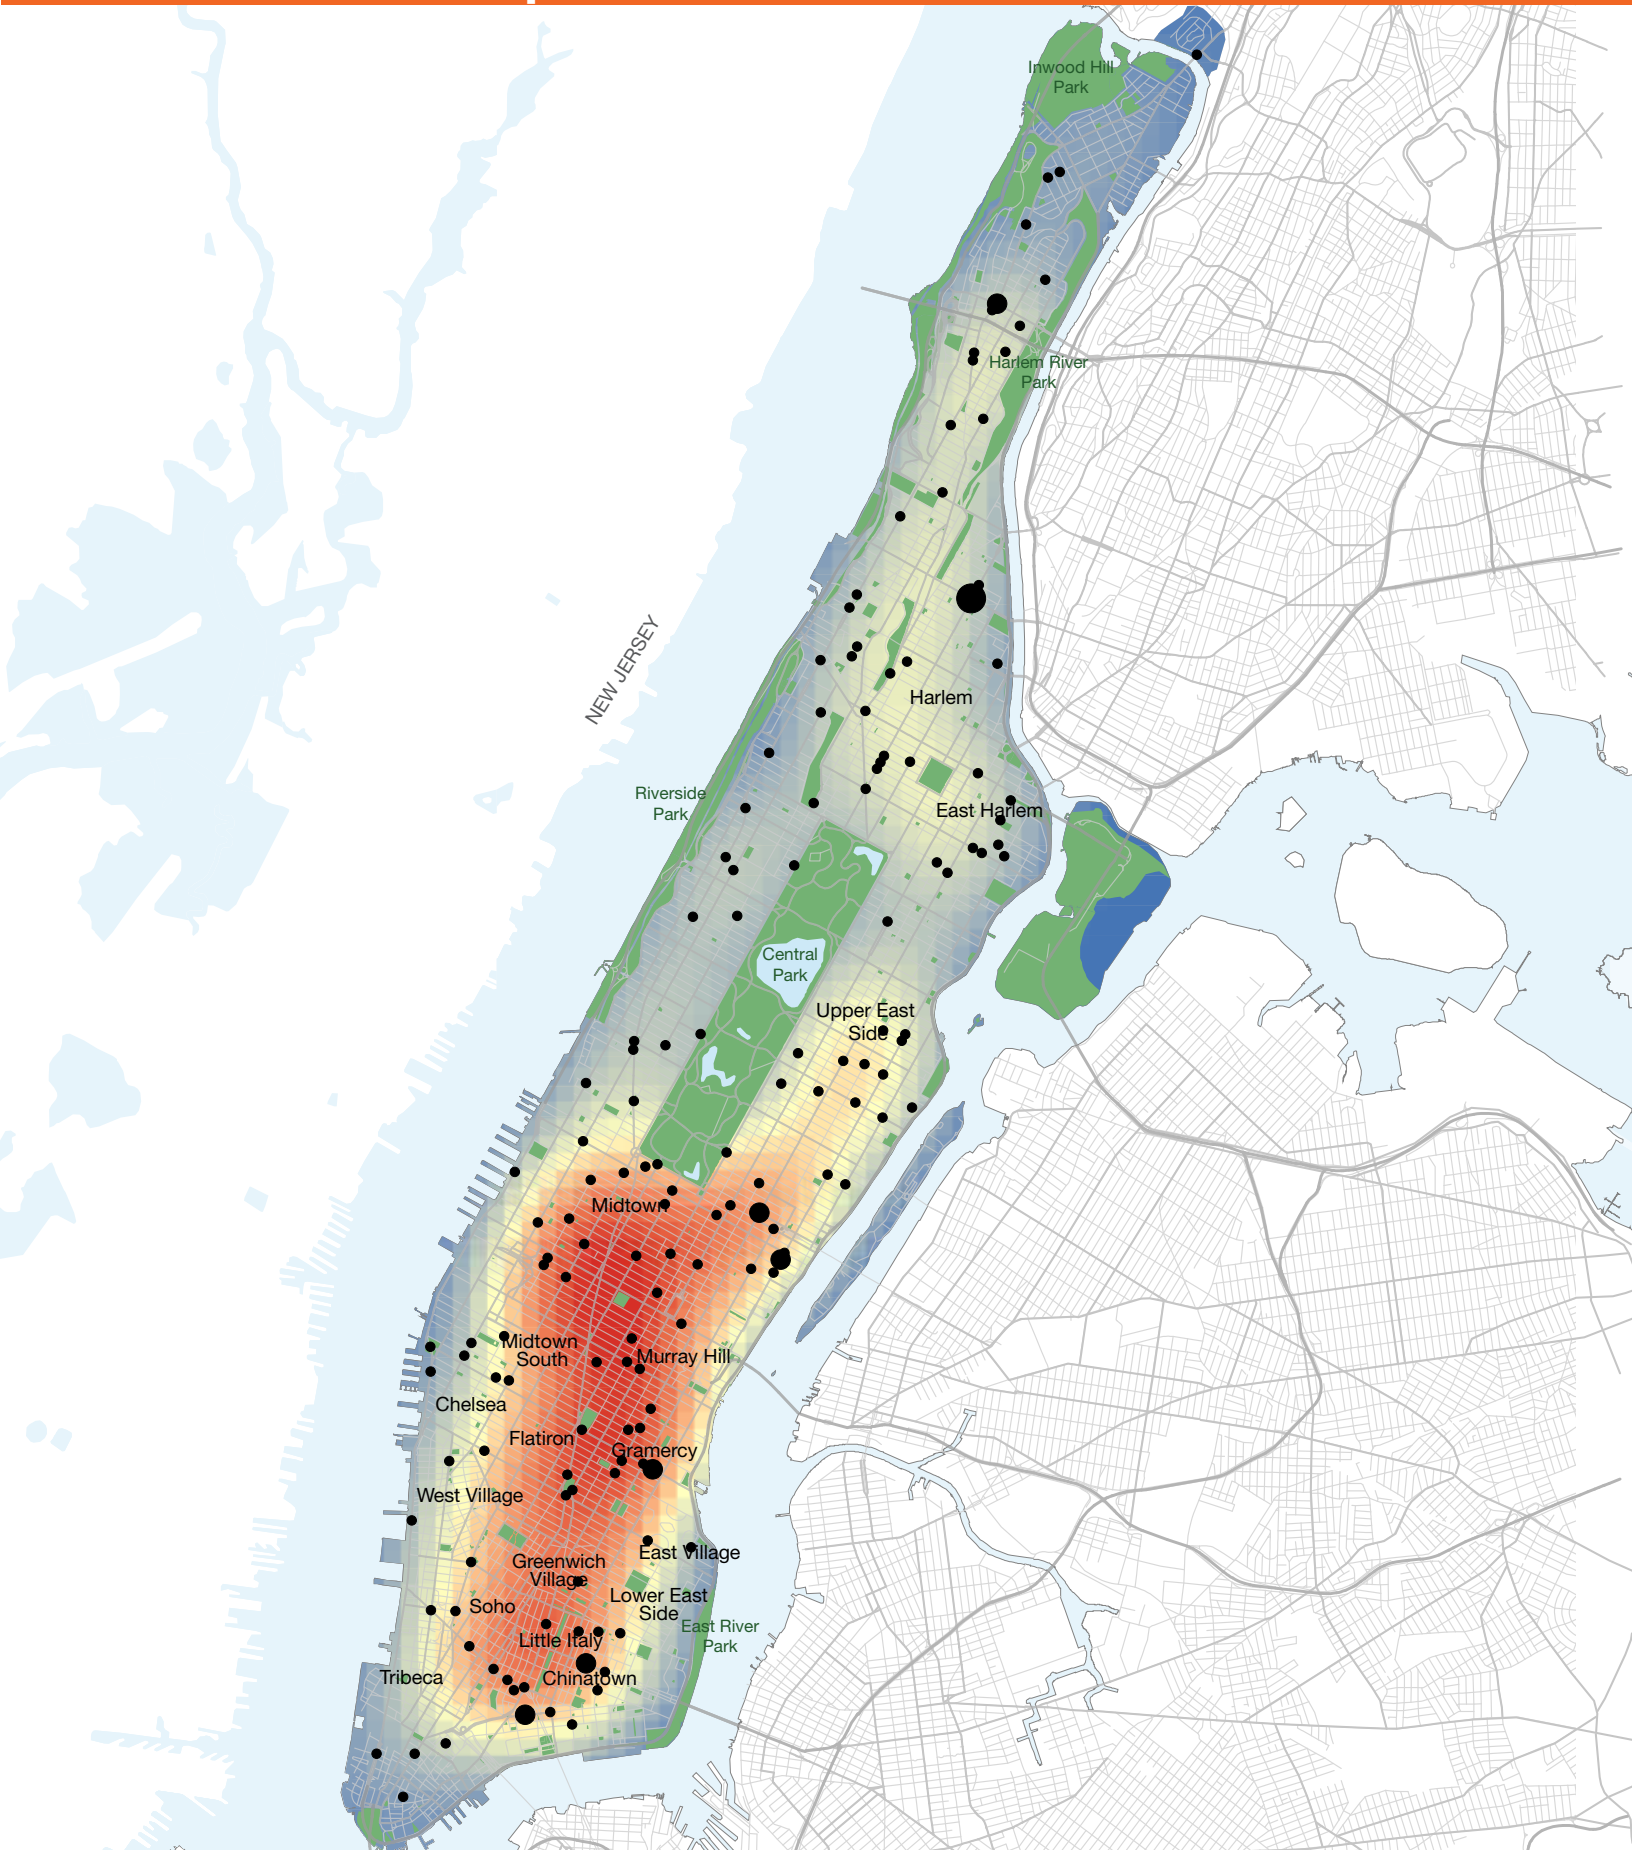 Inwood Hill
Park
Harlem River
Park
NEW JERSEY
Harlem
Riverside
Park
East Harlem
Central
Park
Upper East
Side
Midtown
Midtown
South
Murray Hill
Chelsea
Flatiron
Gramercy
West Village
East Village
Greenwich
Village
Lower East
Side
Soho
East River
Park
Little Italy
Tribeca
Chinatown